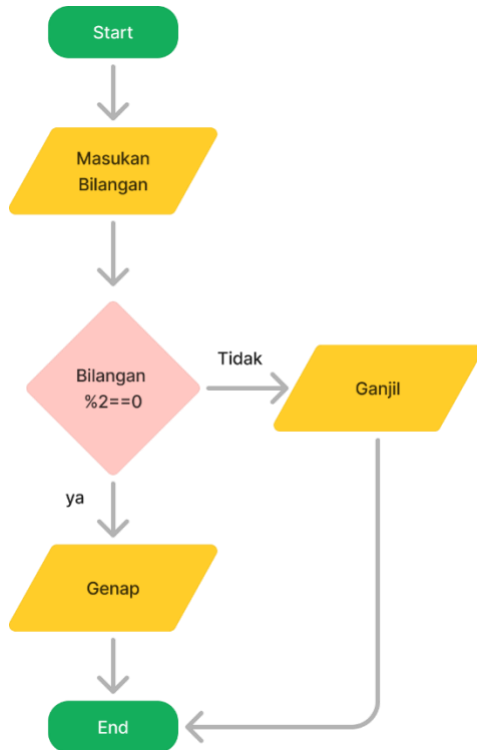 Start
Masukan
Bilangan
Bilangan
%2==0
Tidak
Ganjil
ya
Genap
End